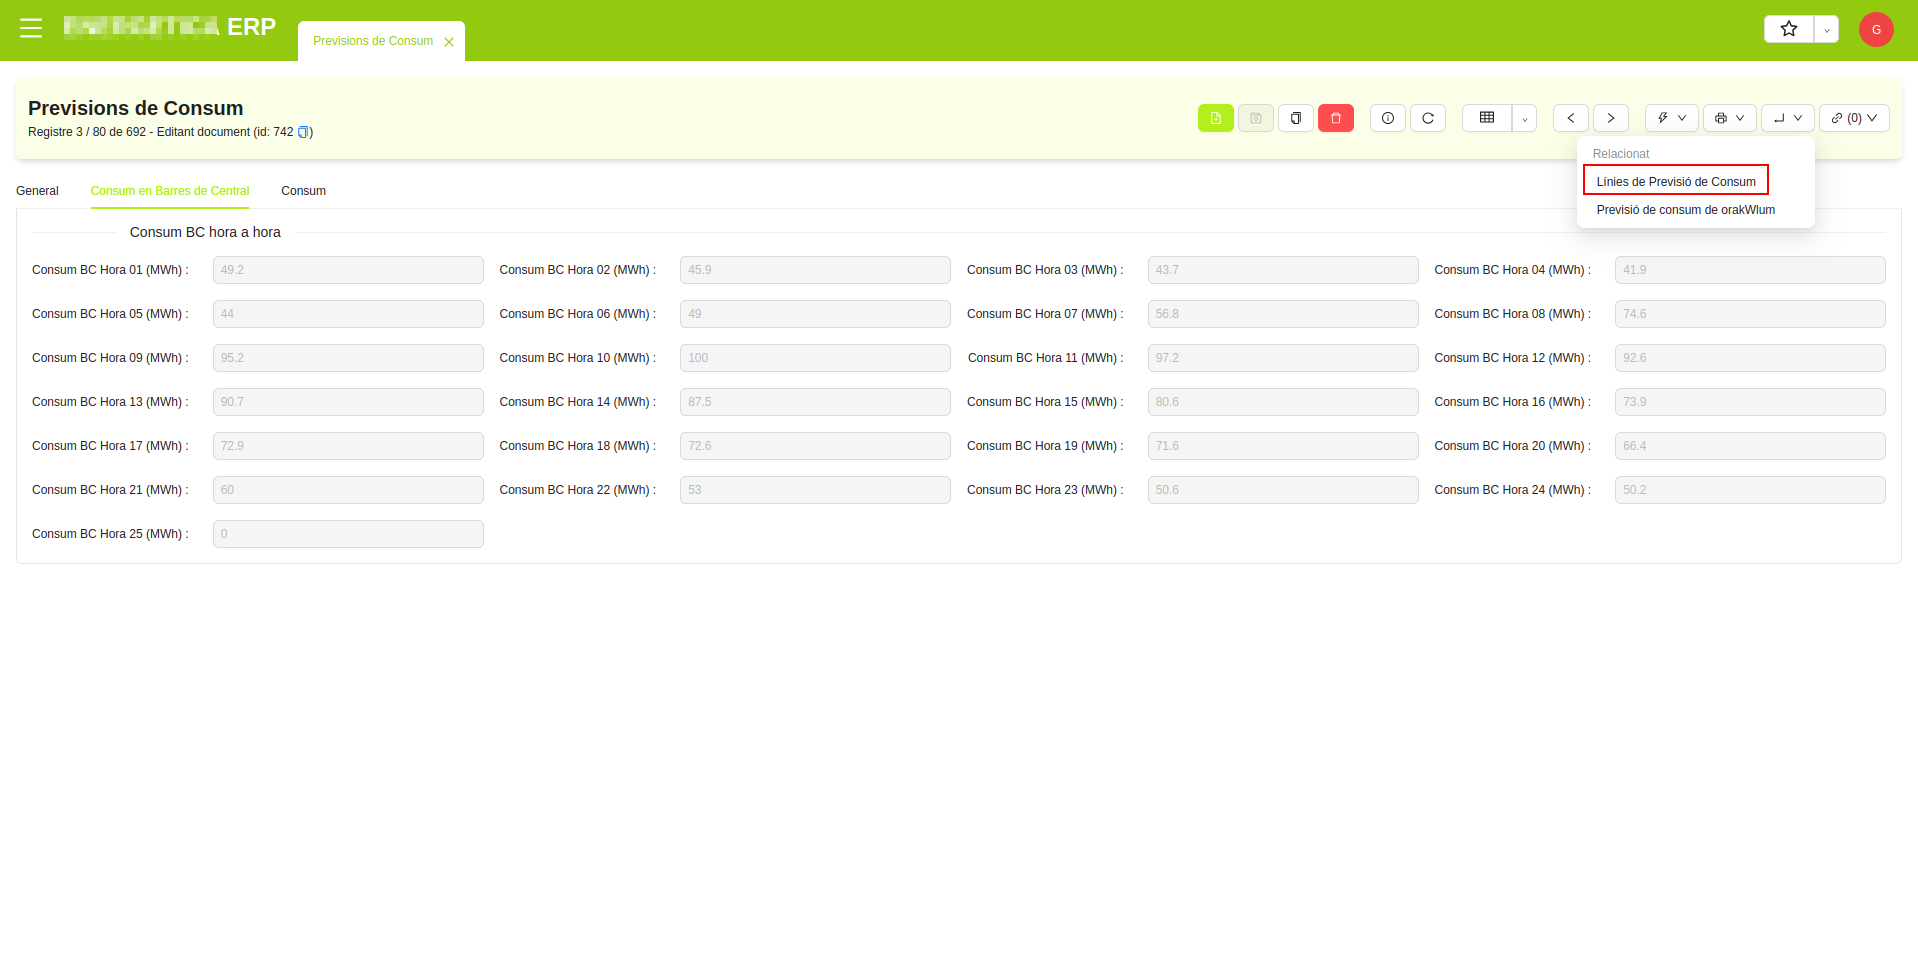 ERP
Previsions de Consum
G
Previsions de Consum
Registre 3 / 80 de 692 - Editant document (id: 742 )
(0)
Relacionat
Línies de Previsió de Consum
Previsió de consum de orakWlum
General
Consum en Barres de Central
Consum
Consum BC hora a hora
Consum BC Hora 01 (MWh) : 49.2 Consum BC Hora 02 (MWh) : 45.9 Consum BC Hora 03 (MWh) : 43.7 Consum BC Hora 04 (MWh) : 41.9
Consum BC Hora 05 (MWh) : 44 Consum BC Hora 06 (MWh) : 49 Consum BC Hora 07 (MWh) : 56.8 Consum BC Hora 08 (MWh) : 74.6
Consum BC Hora 09 (MWh) : 95.2 Consum BC Hora 10 (MWh) : 100 Consum BC Hora 11 (MWh) : 97.2 Consum BC Hora 12 (MWh) : 92.6
Consum BC Hora 13 (MWh) : 90.7 Consum BC Hora 14 (MWh) : 87.5 Consum BC Hora 15 (MWh) : 80.6 Consum BC Hora 16 (MWh) : 73.9
Consum BC Hora 17 (MWh) : 72.9 Consum BC Hora 18 (MWh) : 72.6 Consum BC Hora 19 (MWh) : 71.6 Consum BC Hora 20 (MWh) : 66.4
Consum BC Hora 21 (MWh) : 60 Consum BC Hora 22 (MWh) : 53 Consum BC Hora 23 (MWh) : 50.6 Consum BC Hora 24 (MWh) : 50.2
Consum BC Hora 25 (MWh) : 0